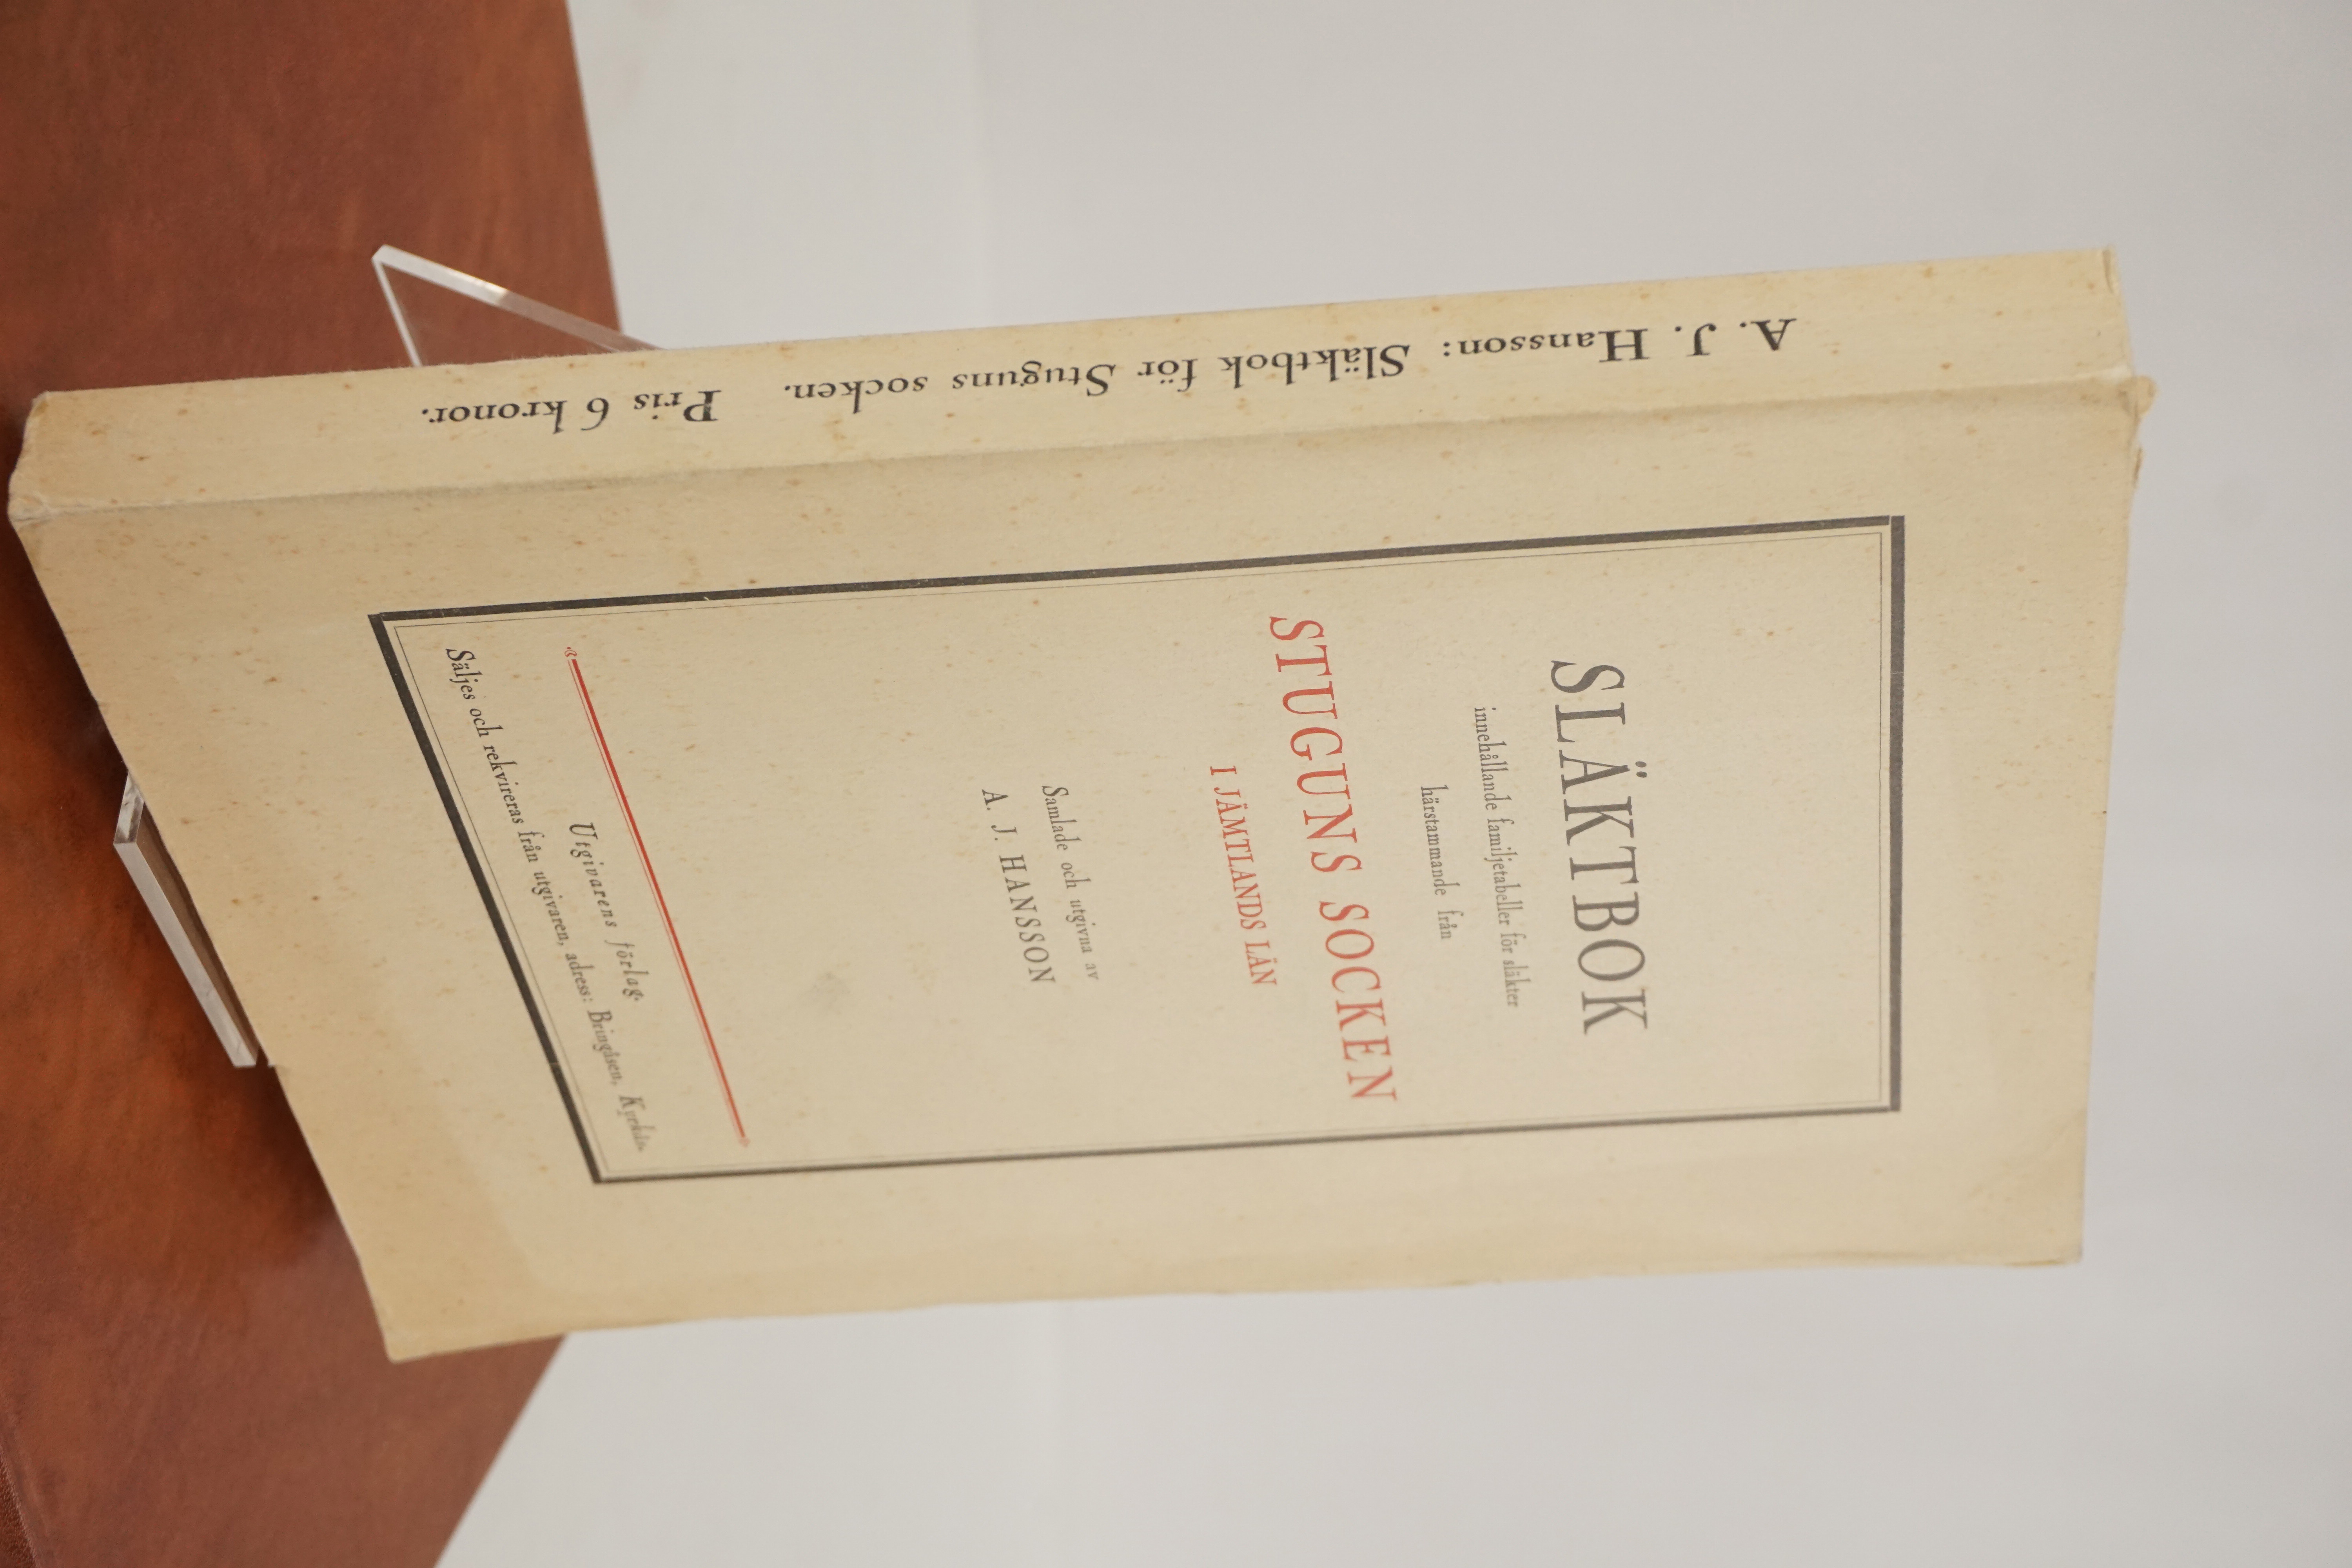 A. J. Hansson: Släktbok för Stuguns socken. Pris 6 kronor.
SLÄKTBOK
innehållande familjetabeller för släkter
härstammande från
STUGUNS SOCKEN
I JÄMTLANDS LÄN
Samlade och utgivna av
A. J. HANSSON
Utgivarens förlag.
Säljes och rekvireras från utgivaren, adress: Bringåsen, Kyrkås.